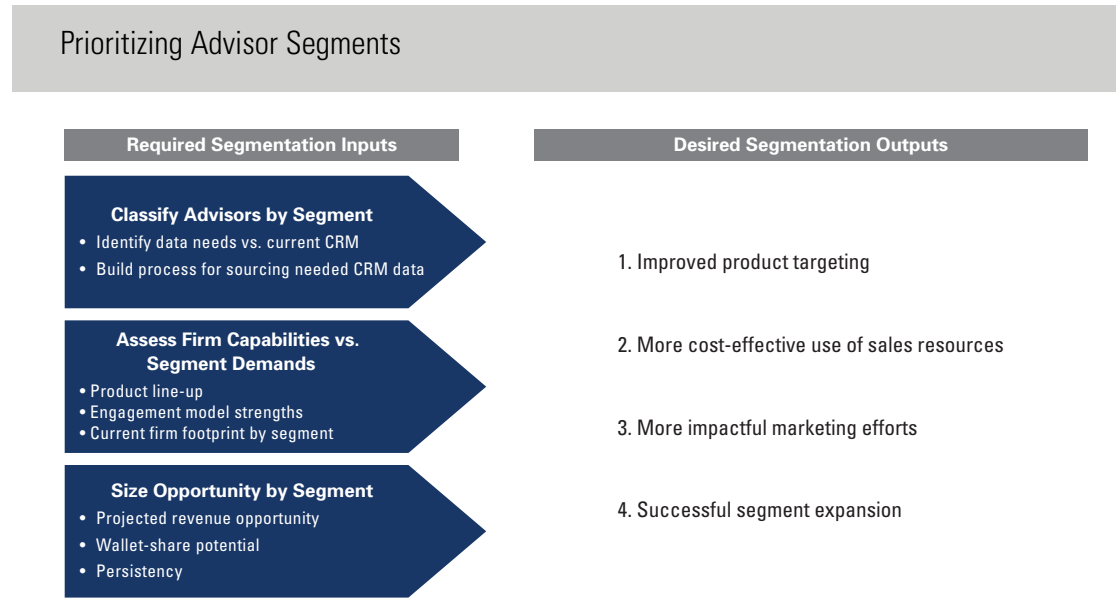 Prioritizing Advisor Segments
Required Segmentation Inputs
Classify Advisors by Segment
• Identify data needs vs. current CRM
• Build process for sourcing needed CRM data
Assess Firm Capabilities vs.
Segment Demands
• Product line-up
• Engagement model strengths
• Current firm footprint by segment
Size Opportunity by Segment
• Projected revenue opportunity
• Wallet-share potential
• Persistency
Desired Segmentation Outputs
1. Improved product targeting
2. More cost-effective use of sales resources
3. More impactful marketing efforts
4. Successful segment expansion